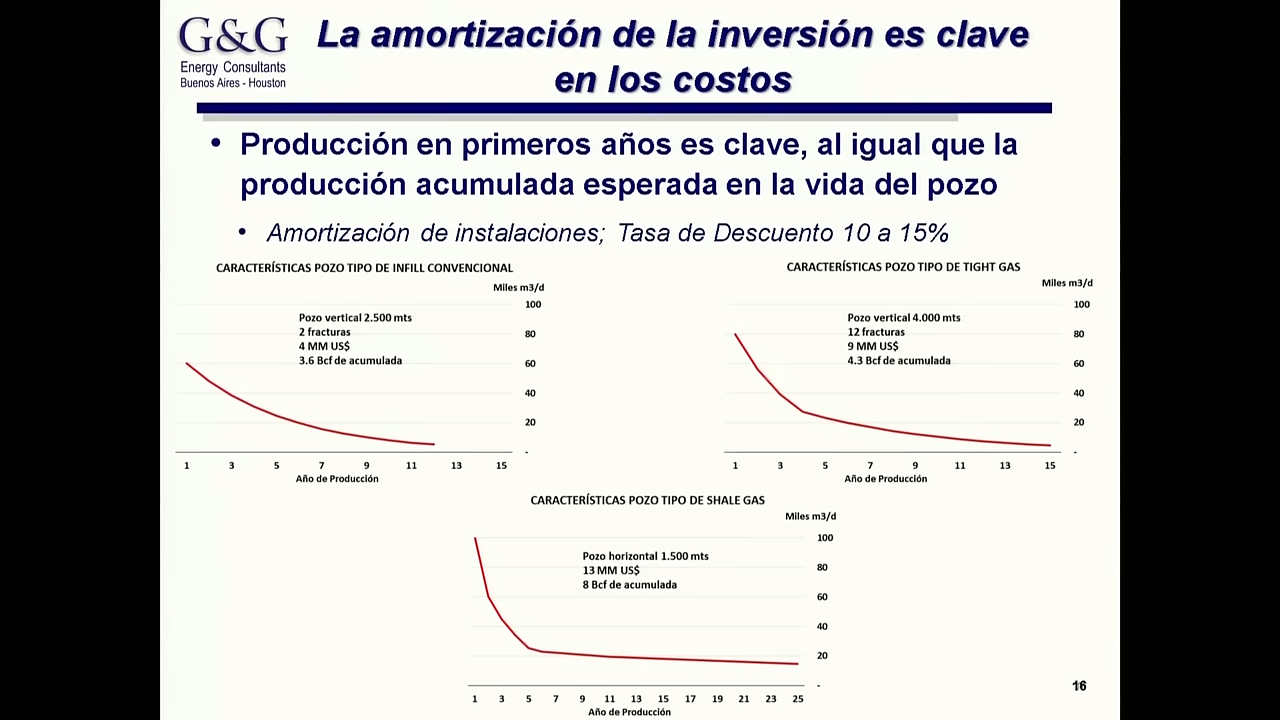 G&G
Energy Consultants
Buenos Aires - Houston
La amortización de la inversión es clave
en los costos
• Producción en primeros años es clave, al igual que la
producción acumulada esperada en la vida del pozo
• Amortización de instalaciones; Tasa de Descuento 10 a 15%
CARACTERÍSTICAS POZO TIPO DE INFILL CONVENCIONAL
Miles m3/d
100
80
60
40
20
-
Pozo vertical 2.500 mts
2 fracturas
4 MM US$
3.6 Bcf de acumulada
1 3 5 7 9 11 13 15
Año de Producción
CARACTERÍSTICAS POZO TIPO DE TIGHT GAS
Miles m3/d
100
80
60
40
20
-
Pozo vertical 4.000 mts
12 fracturas
9 MM US$
4.3 Bcf de acumulada
1 3 5 7 9 11 13 15
Año de Producción
CARACTERÍSTICAS POZO TIPO DE SHALE GAS
Miles m3/d
100
80
60
40
20
-
Pozo horizontal 1.500 mts
13 MM US$
8 Bcf de acumulada
1 3 5 7 9 11 13 15 17 19 21 23 25
Año de Producción
16